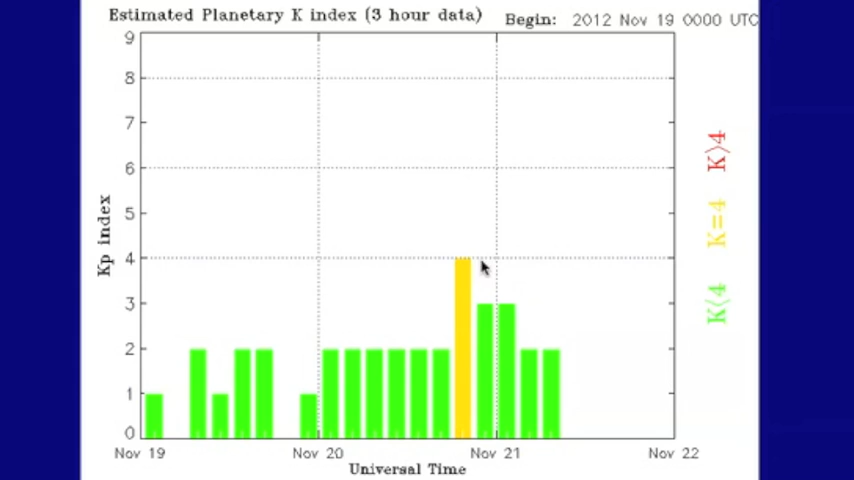 Estimated Planetary K index (3 hour data)
Begin: 2012 Nov 19 0000 UTC
9
8
7
6
5
4
3
2
1
0
Kp index
Nov 19
Nov 20
Nov 21
Nov 22
Universal Time
K<4
K=4
K>4